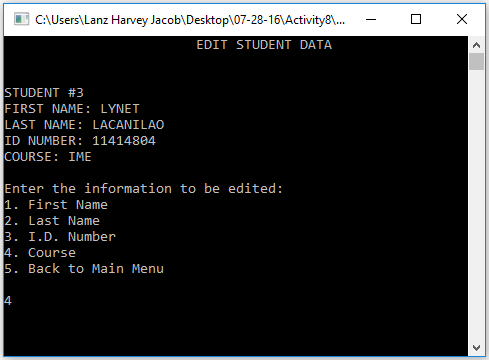 C:\Users\Lanz Harvey Jacob\Desktop\07-28-16\Activity8\...
EDIT STUDENT DATA
STUDENT #3
FIRST NAME: LYNET
LAST NAME: LACANILAO
ID NUMBER: 11414804
COURSE: IME
Enter the information to be edited:
1. First Name
2. Last Name
3. I.D. Number
4. Course
5. Back to Main Menu
4